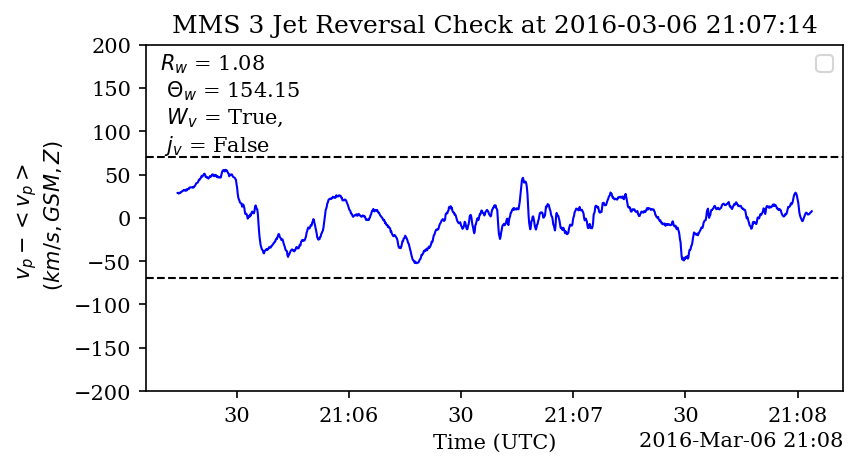 MMS 3 Jet Reversal Check at 2016-03-06 21:07:14
R_w = 1.08
Θ_w = 154.15
W_v = True,
j_v = False
v_p − < v_p >
(km/s, GSM, Z)
200
150
100
50
0
−50
−100
−150
−200
30
21:06
30
21:07
30
21:08
Time (UTC)
2016-Mar-06 21:08